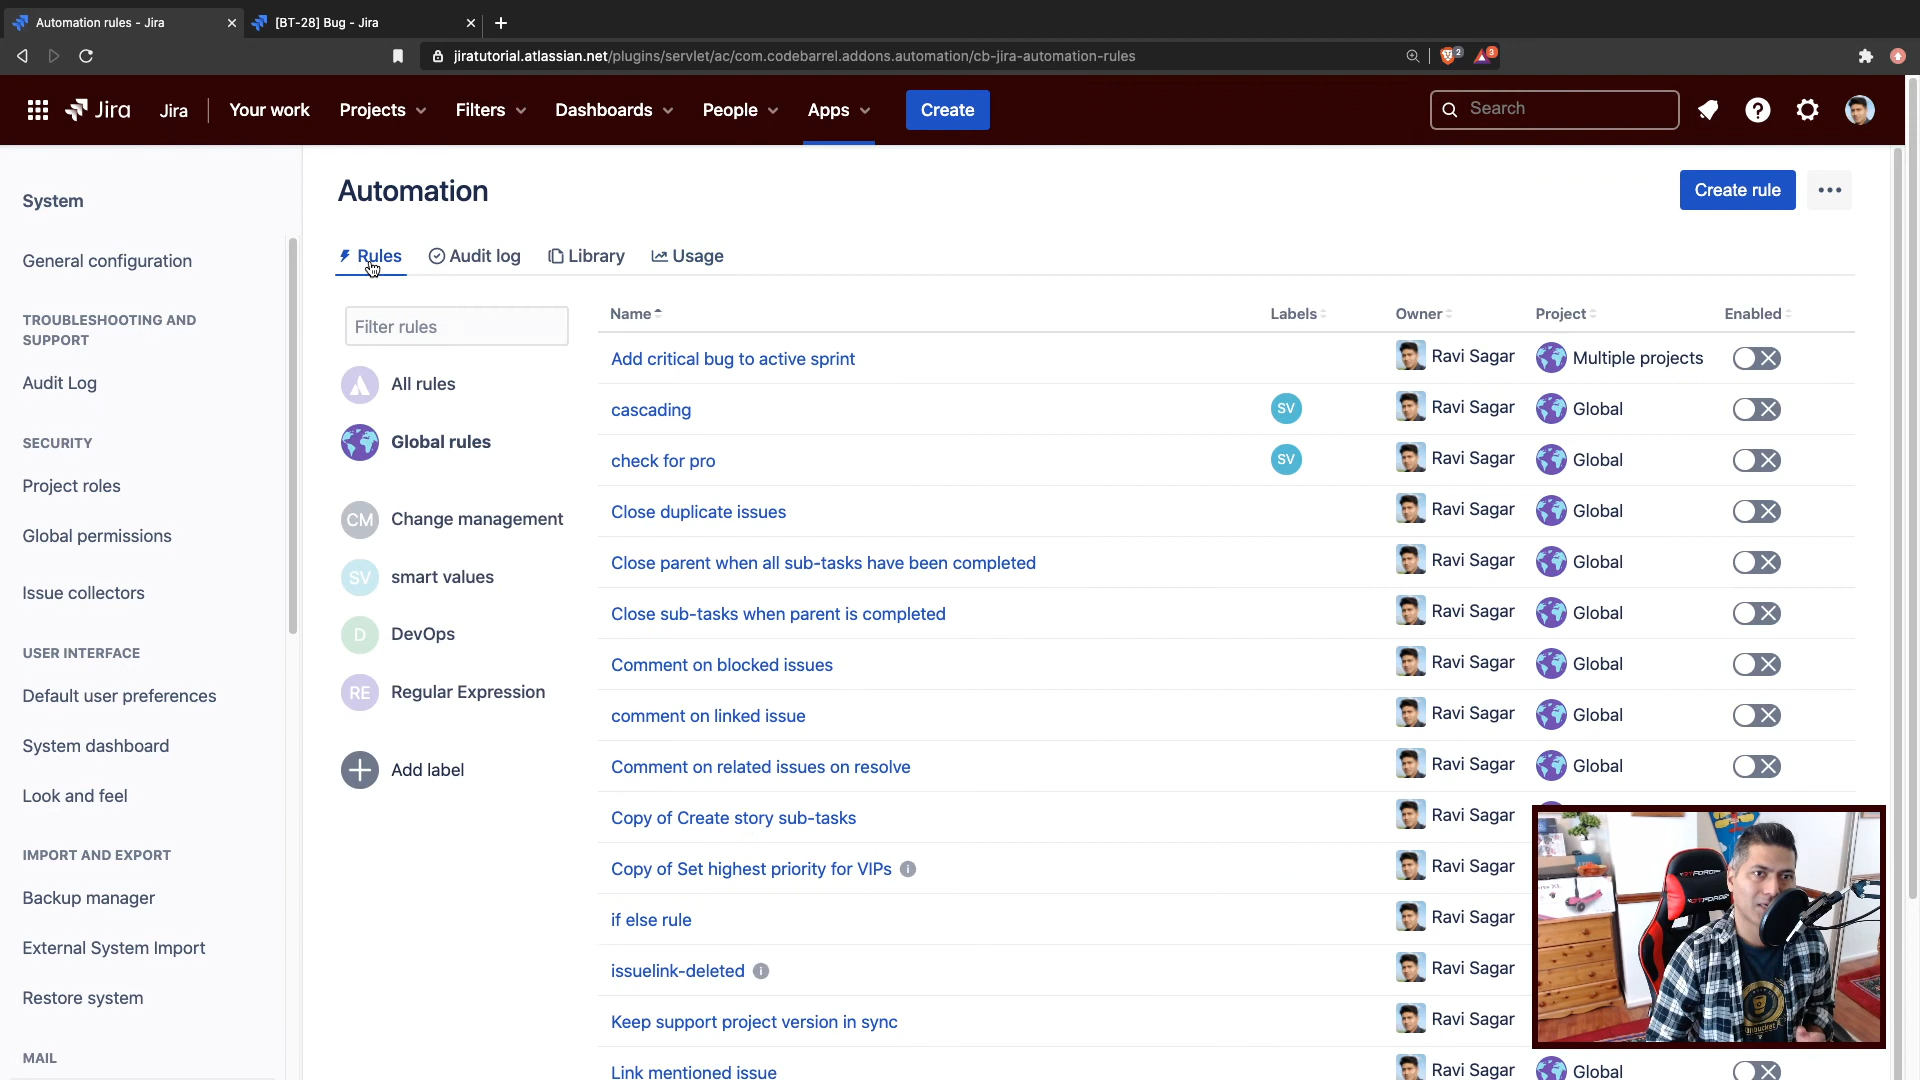 Automation rules - Jira
[BT-28] Bug - Jira
jiratutorial.atlassian.net/plugins/servlet/ac/com.codebarrel.addons.automation/cb-jira-automation-rules
2
3
Jira
Jira
Your work
Projects
Filters
Dashboards
People
Apps
Create
Search
System
General configuration
TROUBLESHOOTING AND
SUPPORT
Audit Log
SECURITY
Project roles
Global permissions
Issue collectors
USER INTERFACE
Default user preferences
System dashboard
Look and feel
IMPORT AND EXPORT
Backup manager
External System Import
Restore system
MAIL
Automation
Create rule
Rules
Audit log
Library
Usage
Filter rules
All rules
Global rules
CM Change management
SV smart values
D DevOps
RE Regular Expression
Add label
Name Labels Owner Project Enabled
Add critical bug to active sprint Ravi Sagar Multiple projects
cascading SV Ravi Sagar Global
check for pro SV Ravi Sagar Global
Close duplicate issues Ravi Sagar Global
Close parent when all sub-tasks have been completed Ravi Sagar Global
Close sub-tasks when parent is completed Ravi Sagar Global
Comment on blocked issues Ravi Sagar Global
comment on linked issue Ravi Sagar Global
Comment on related issues on resolve Ravi Sagar Global
Copy of Create story sub-tasks Ravi Sagar
Copy of Set highest priority for VIPs Ravi Sagar
if else rule Ravi Sagar
issuelink-deleted Ravi Sagar
Keep support project version in sync Ravi Sagar
Link mentioned issue Ravi Sagar Global